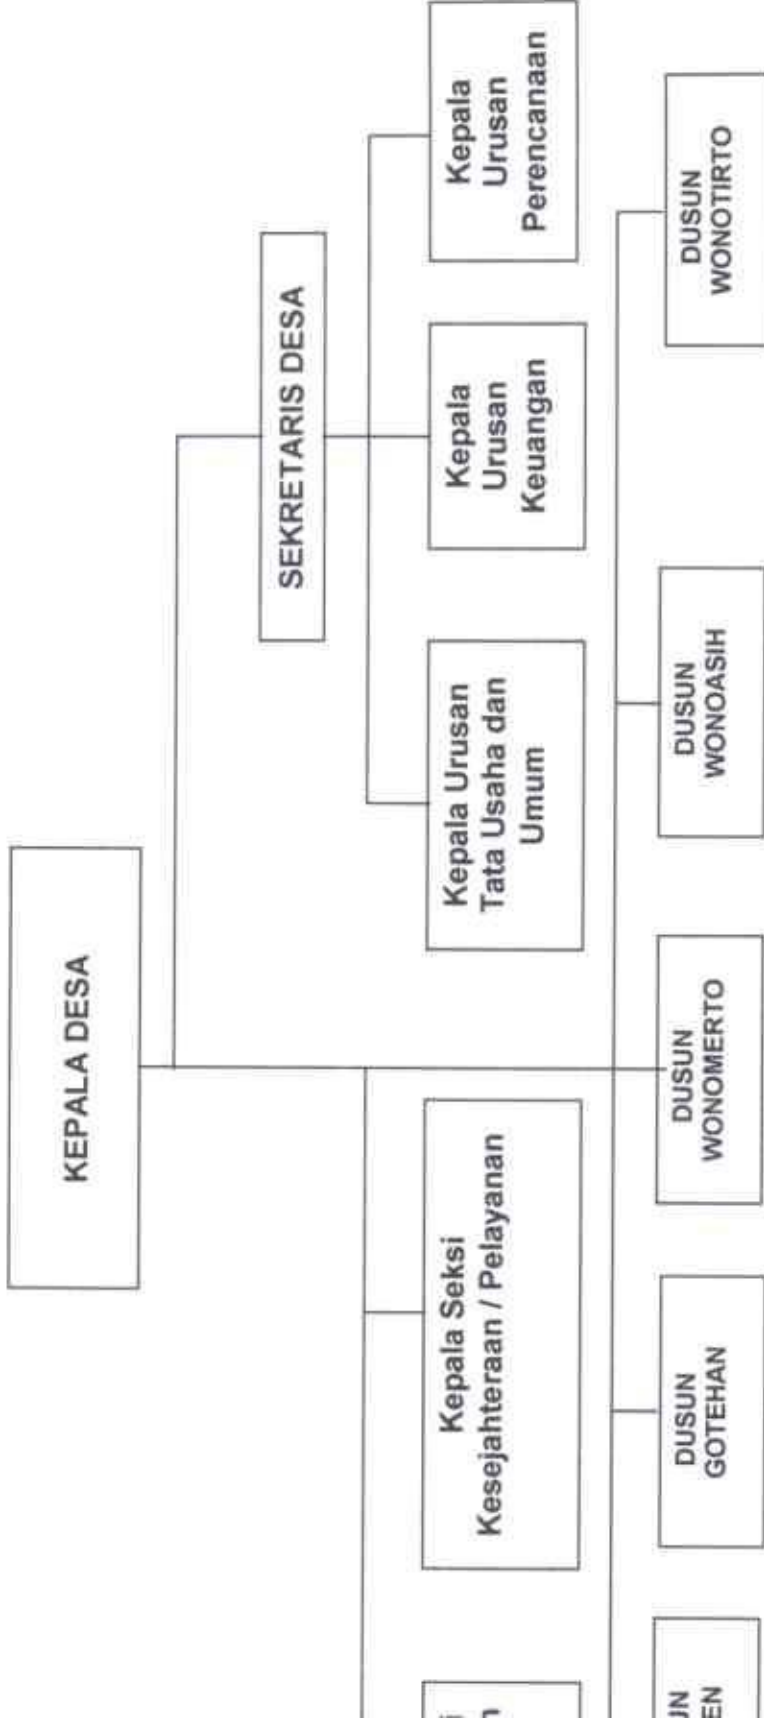 KEPALA DESA
SEKRETARIS DESA
Kepala Seksi
Kesejahteraan / Pelayanan
Kepala Urusan
Tata Usaha dan
Umum
Kepala
Urusan
Keuangan
Kepala
Urusan
Perencanaan
DUSUN
GOTEHAN
DUSUN
WONOMERTO
DUSUN
WONOASIH
DUSUN
WONOTIRTO